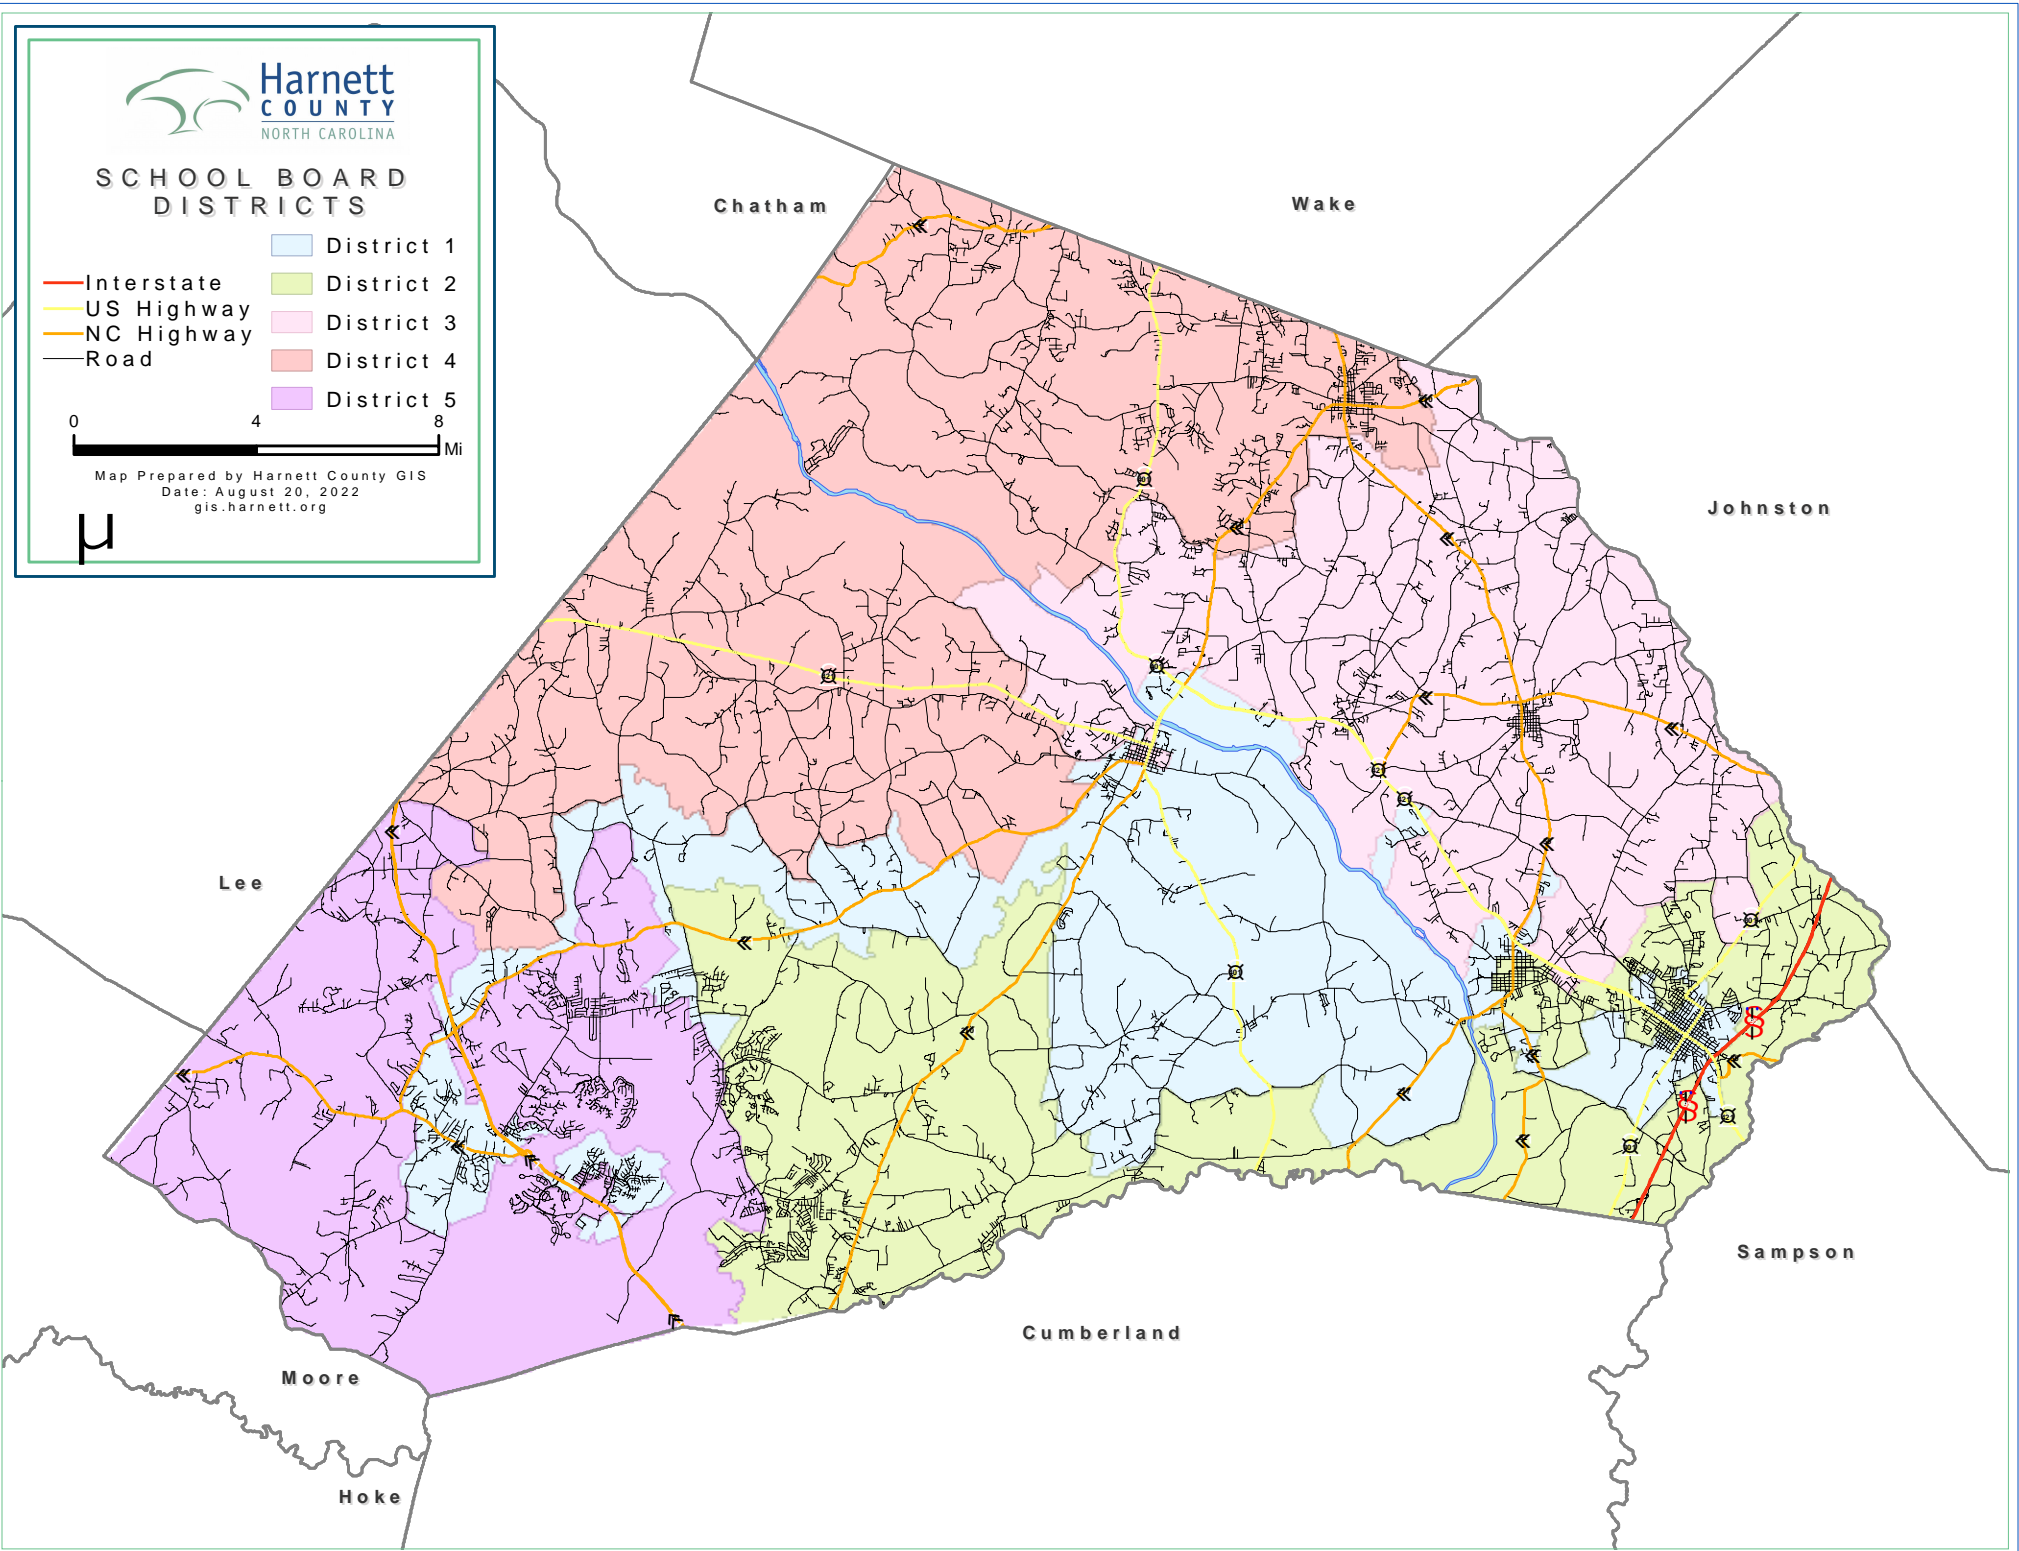 Harnett
COUNTY
NORTH CAROLINA
SCHOOL BOARD
DISTRICTS
District 1
District 2
District 3
District 4
District 5
Interstate
US Highway
NC Highway
Road
0 4 8
Mi
Map Prepared by Harnett County GIS
Date: August 20, 2022
gis.harnett.org
µ
Chatham
Wake
Johnston
Lee
Sampson
Cumberland
Moore
Hoke